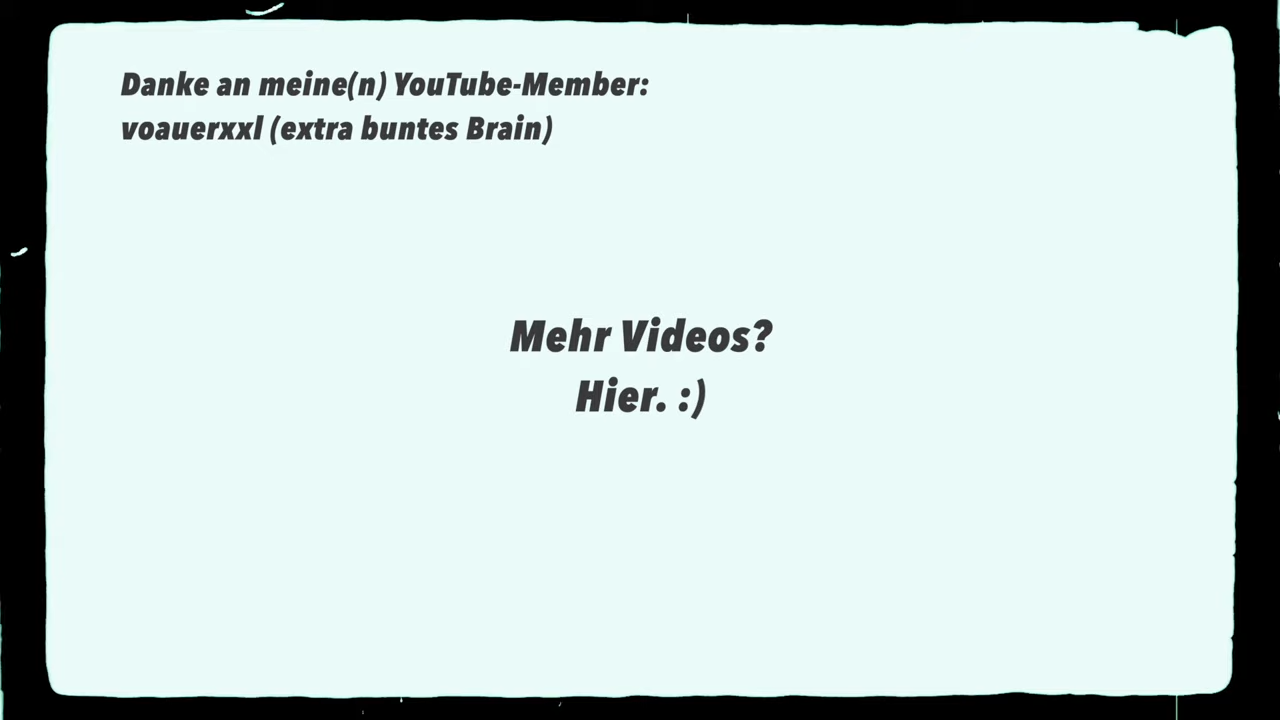 Danke an meine(n) YouTube-Member:
voauerxxl (extra buntes Brain)
Mehr Videos?
Hier. :)